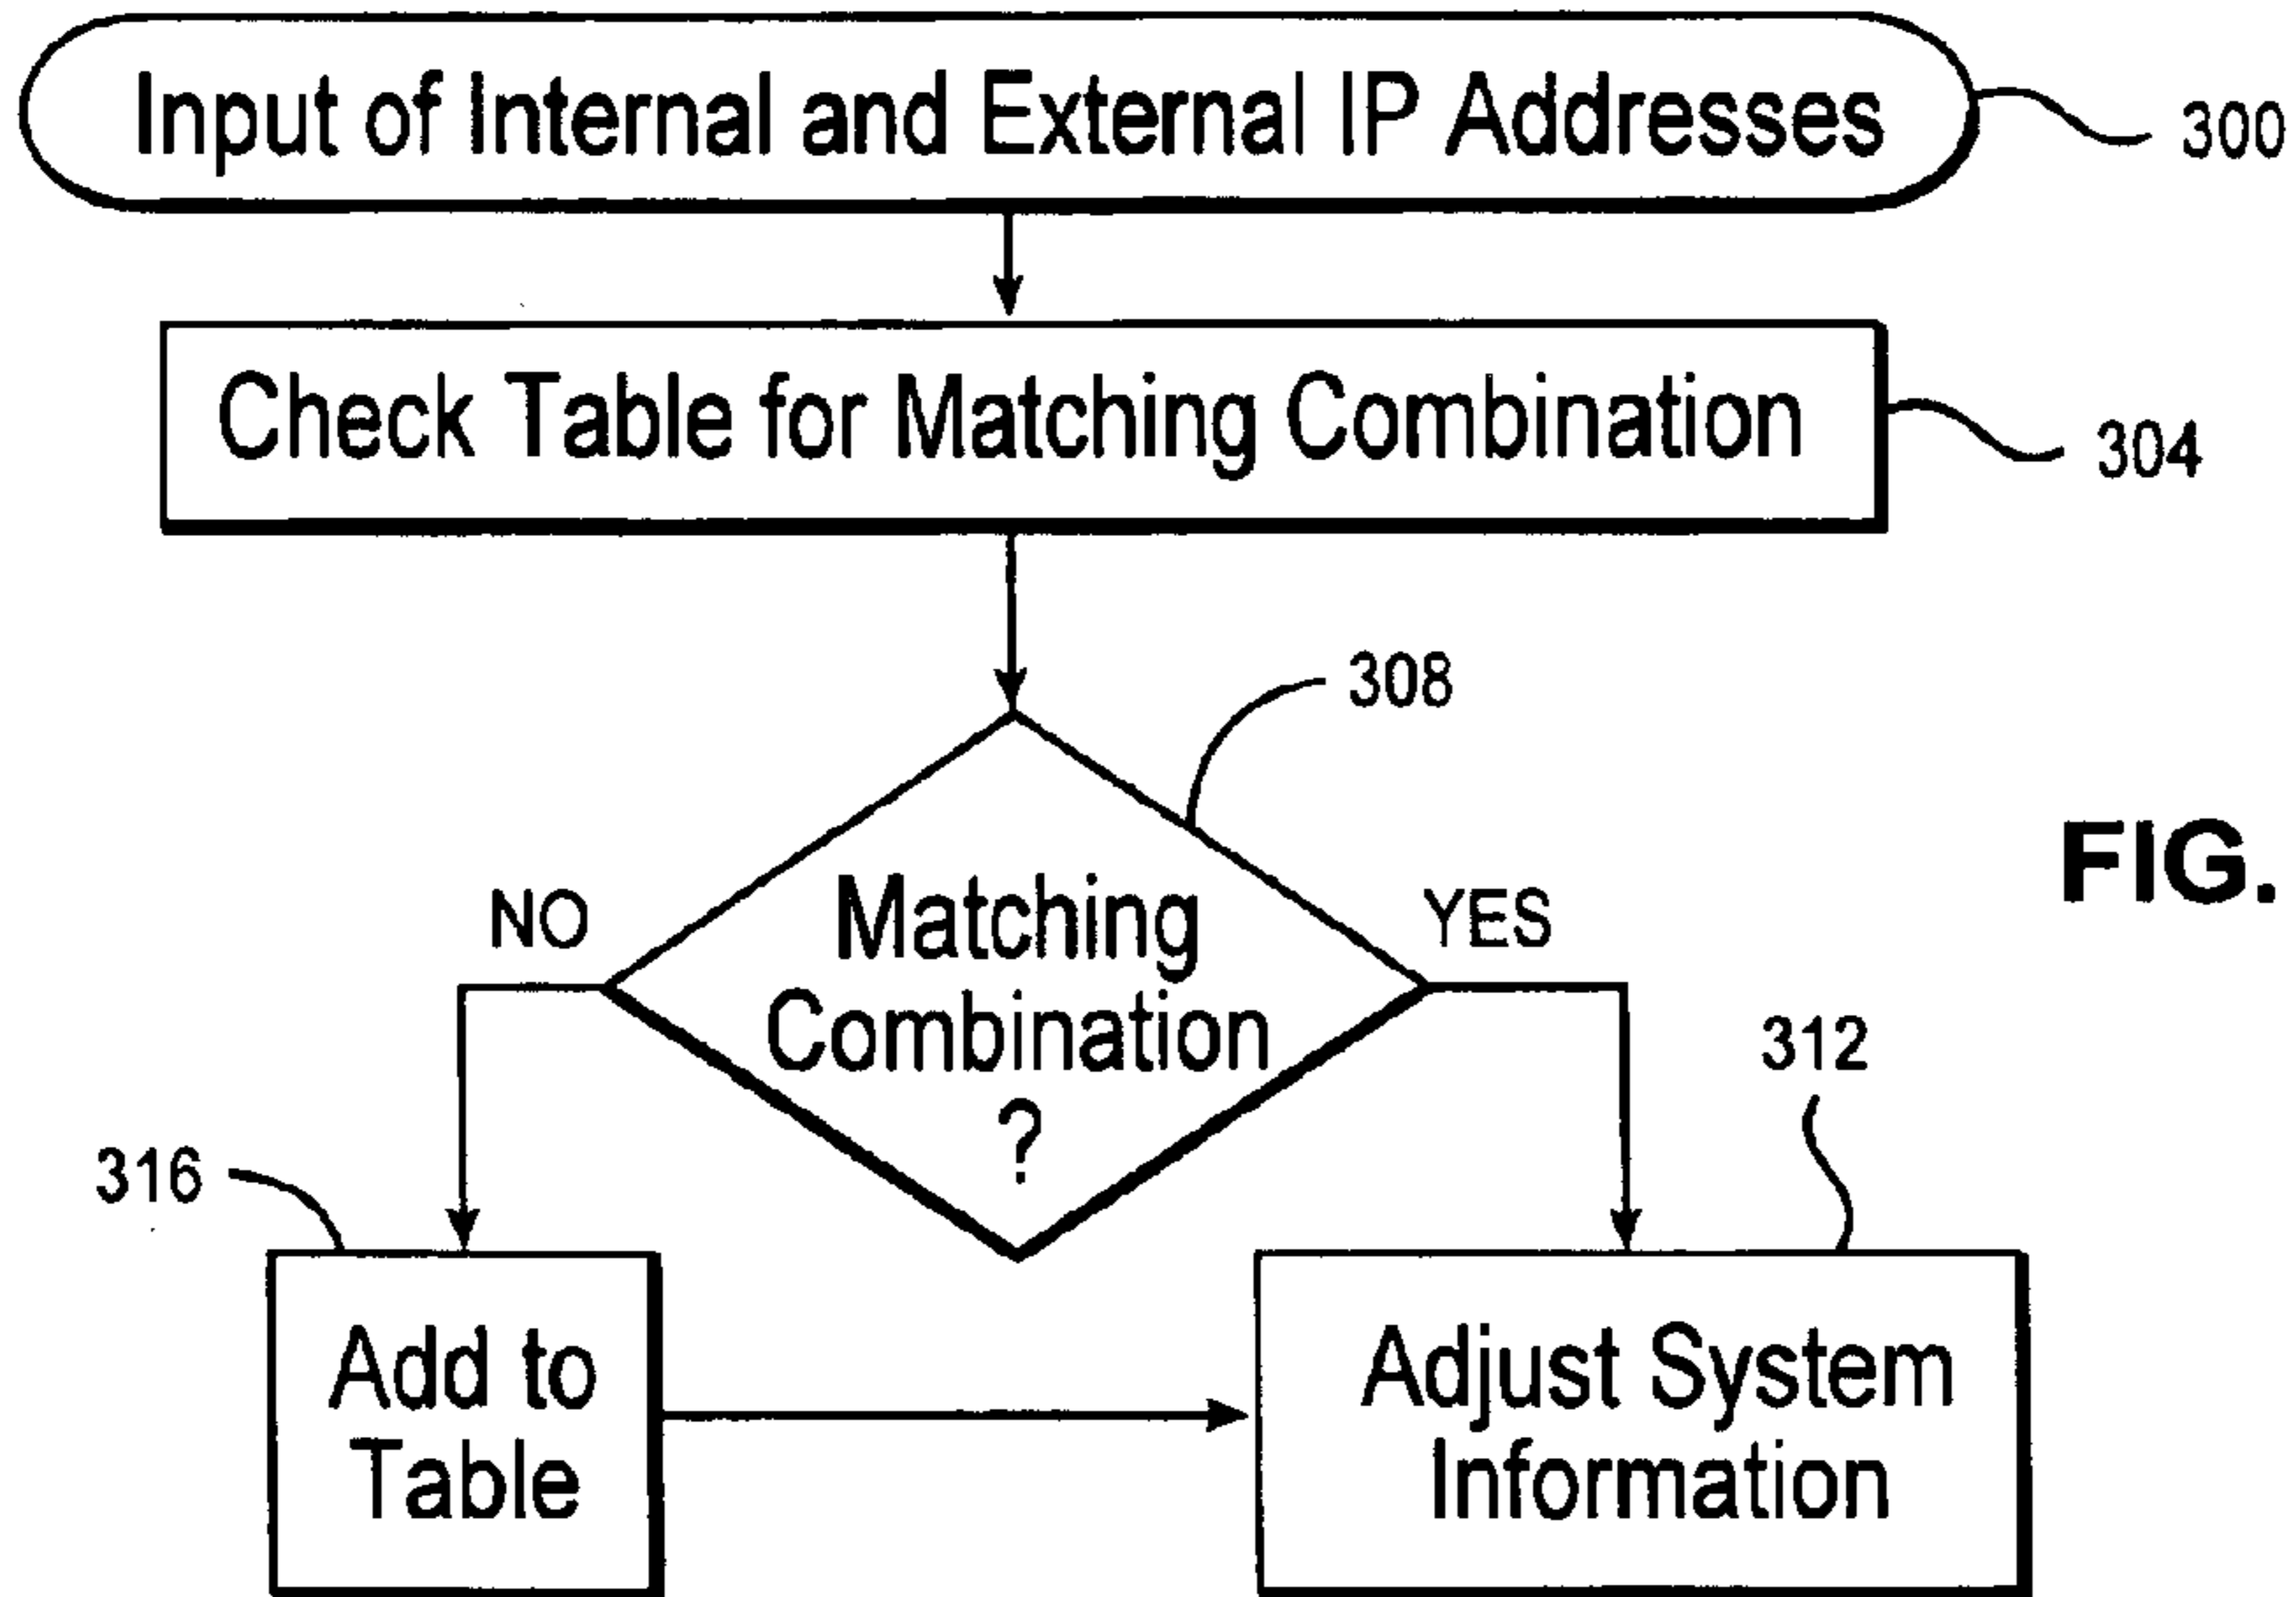 Input of Internal and External IP Addresses
300
Check Table for Matching Combination
304
308
FIG.
NO
Matching
Combination
?
YES
312
316
Add to
Table
Adjust System
Information